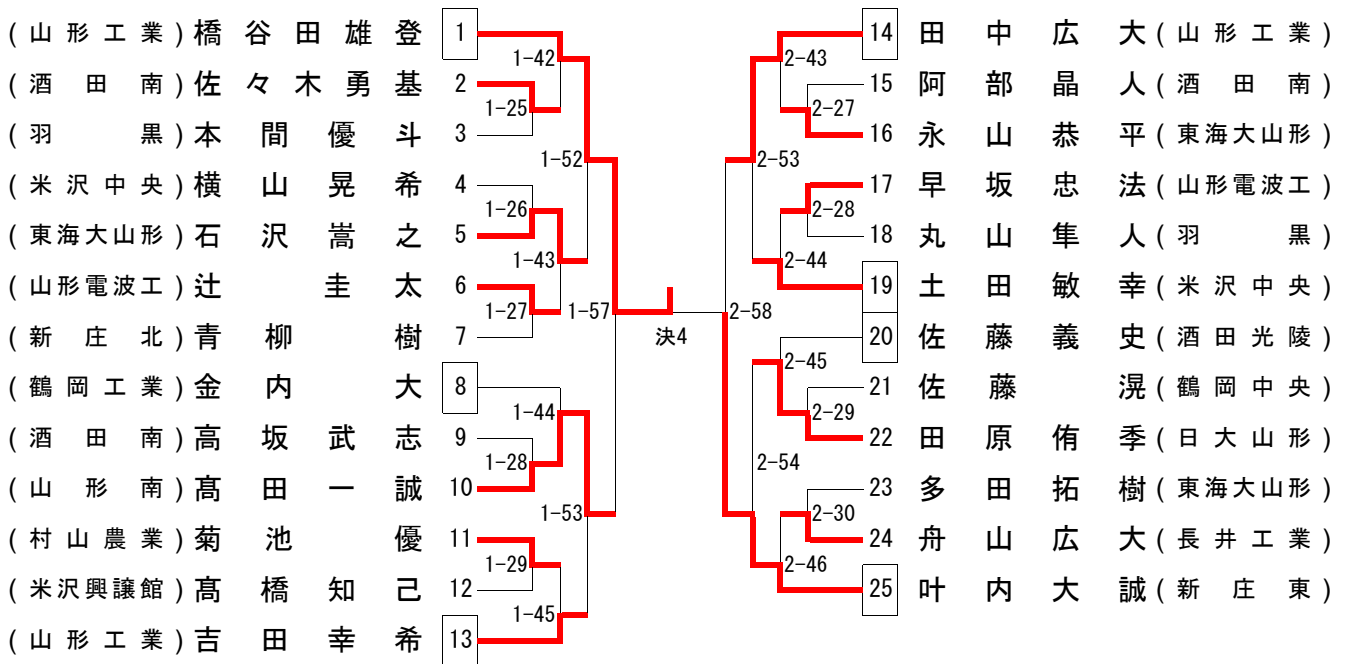 (山形工業)橋谷田雄登 1
(酒田南)佐々木勇基 2
(羽黒)本間優斗 3
(米沢中央)横山晃希 4
(東海大山形)石沢嵩之 5
(山形電波工)辻圭太 6
(新庄北)青柳樹 7
(鶴岡工業)金内大 8
(酒田南)高坂武志 9
(山形南)髙田一誠 10
(村山農業)菊池優 11
(米沢興譲館)髙橋知己 12
(山形工業)吉田幸希 13
1-42
1-25
1-52
1-26
1-43
1-27
1-57
1-44
1-28
1-53
1-29
1-45
決4
2-43
2-27
2-53
2-28
2-44
2-58
2-45
2-29
2-54
2-30
2-46
14 田中広大(山形工業)
15 阿部晶人(酒田南)
16 永山恭平(東海大山形)
17 早坂忠法(山形電波工)
18 丸山隼人(羽黒)
19 土田敏幸(米沢中央)
20 佐藤義史(酒田光陵)
21 佐藤滉(鶴岡中央)
22 田原侑季(日大山形)
23 多田拓樹(東海大山形)
24 舟山広大(長井工業)
25 叶内大誠(新庄東)